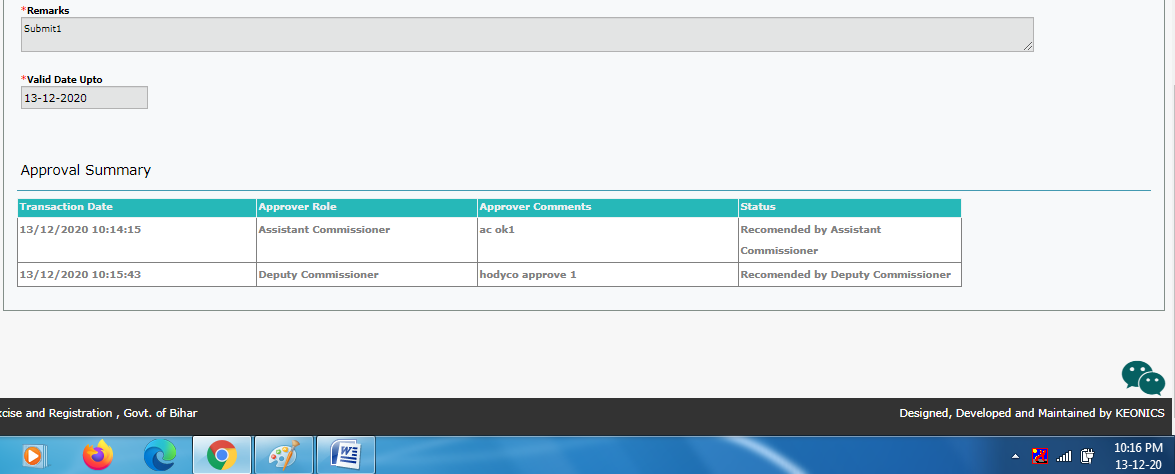 *Remarks
Submit1
*Valid Date Upto
13-12-2020
Approval Summary
Transaction Date Approver Role Approver Comments Status
13/12/2020 10:14:15 Assistant Commissioner ac ok1 Recomended by Assistant
Commissioner
13/12/2020 10:15:43 Deputy Commissioner hodyco approve 1 Recomended by Deputy Commissioner
cise and Registration , Govt. of Bihar Designed, Developed and Maintained by KEONICS
10:16 PM
13-12-20